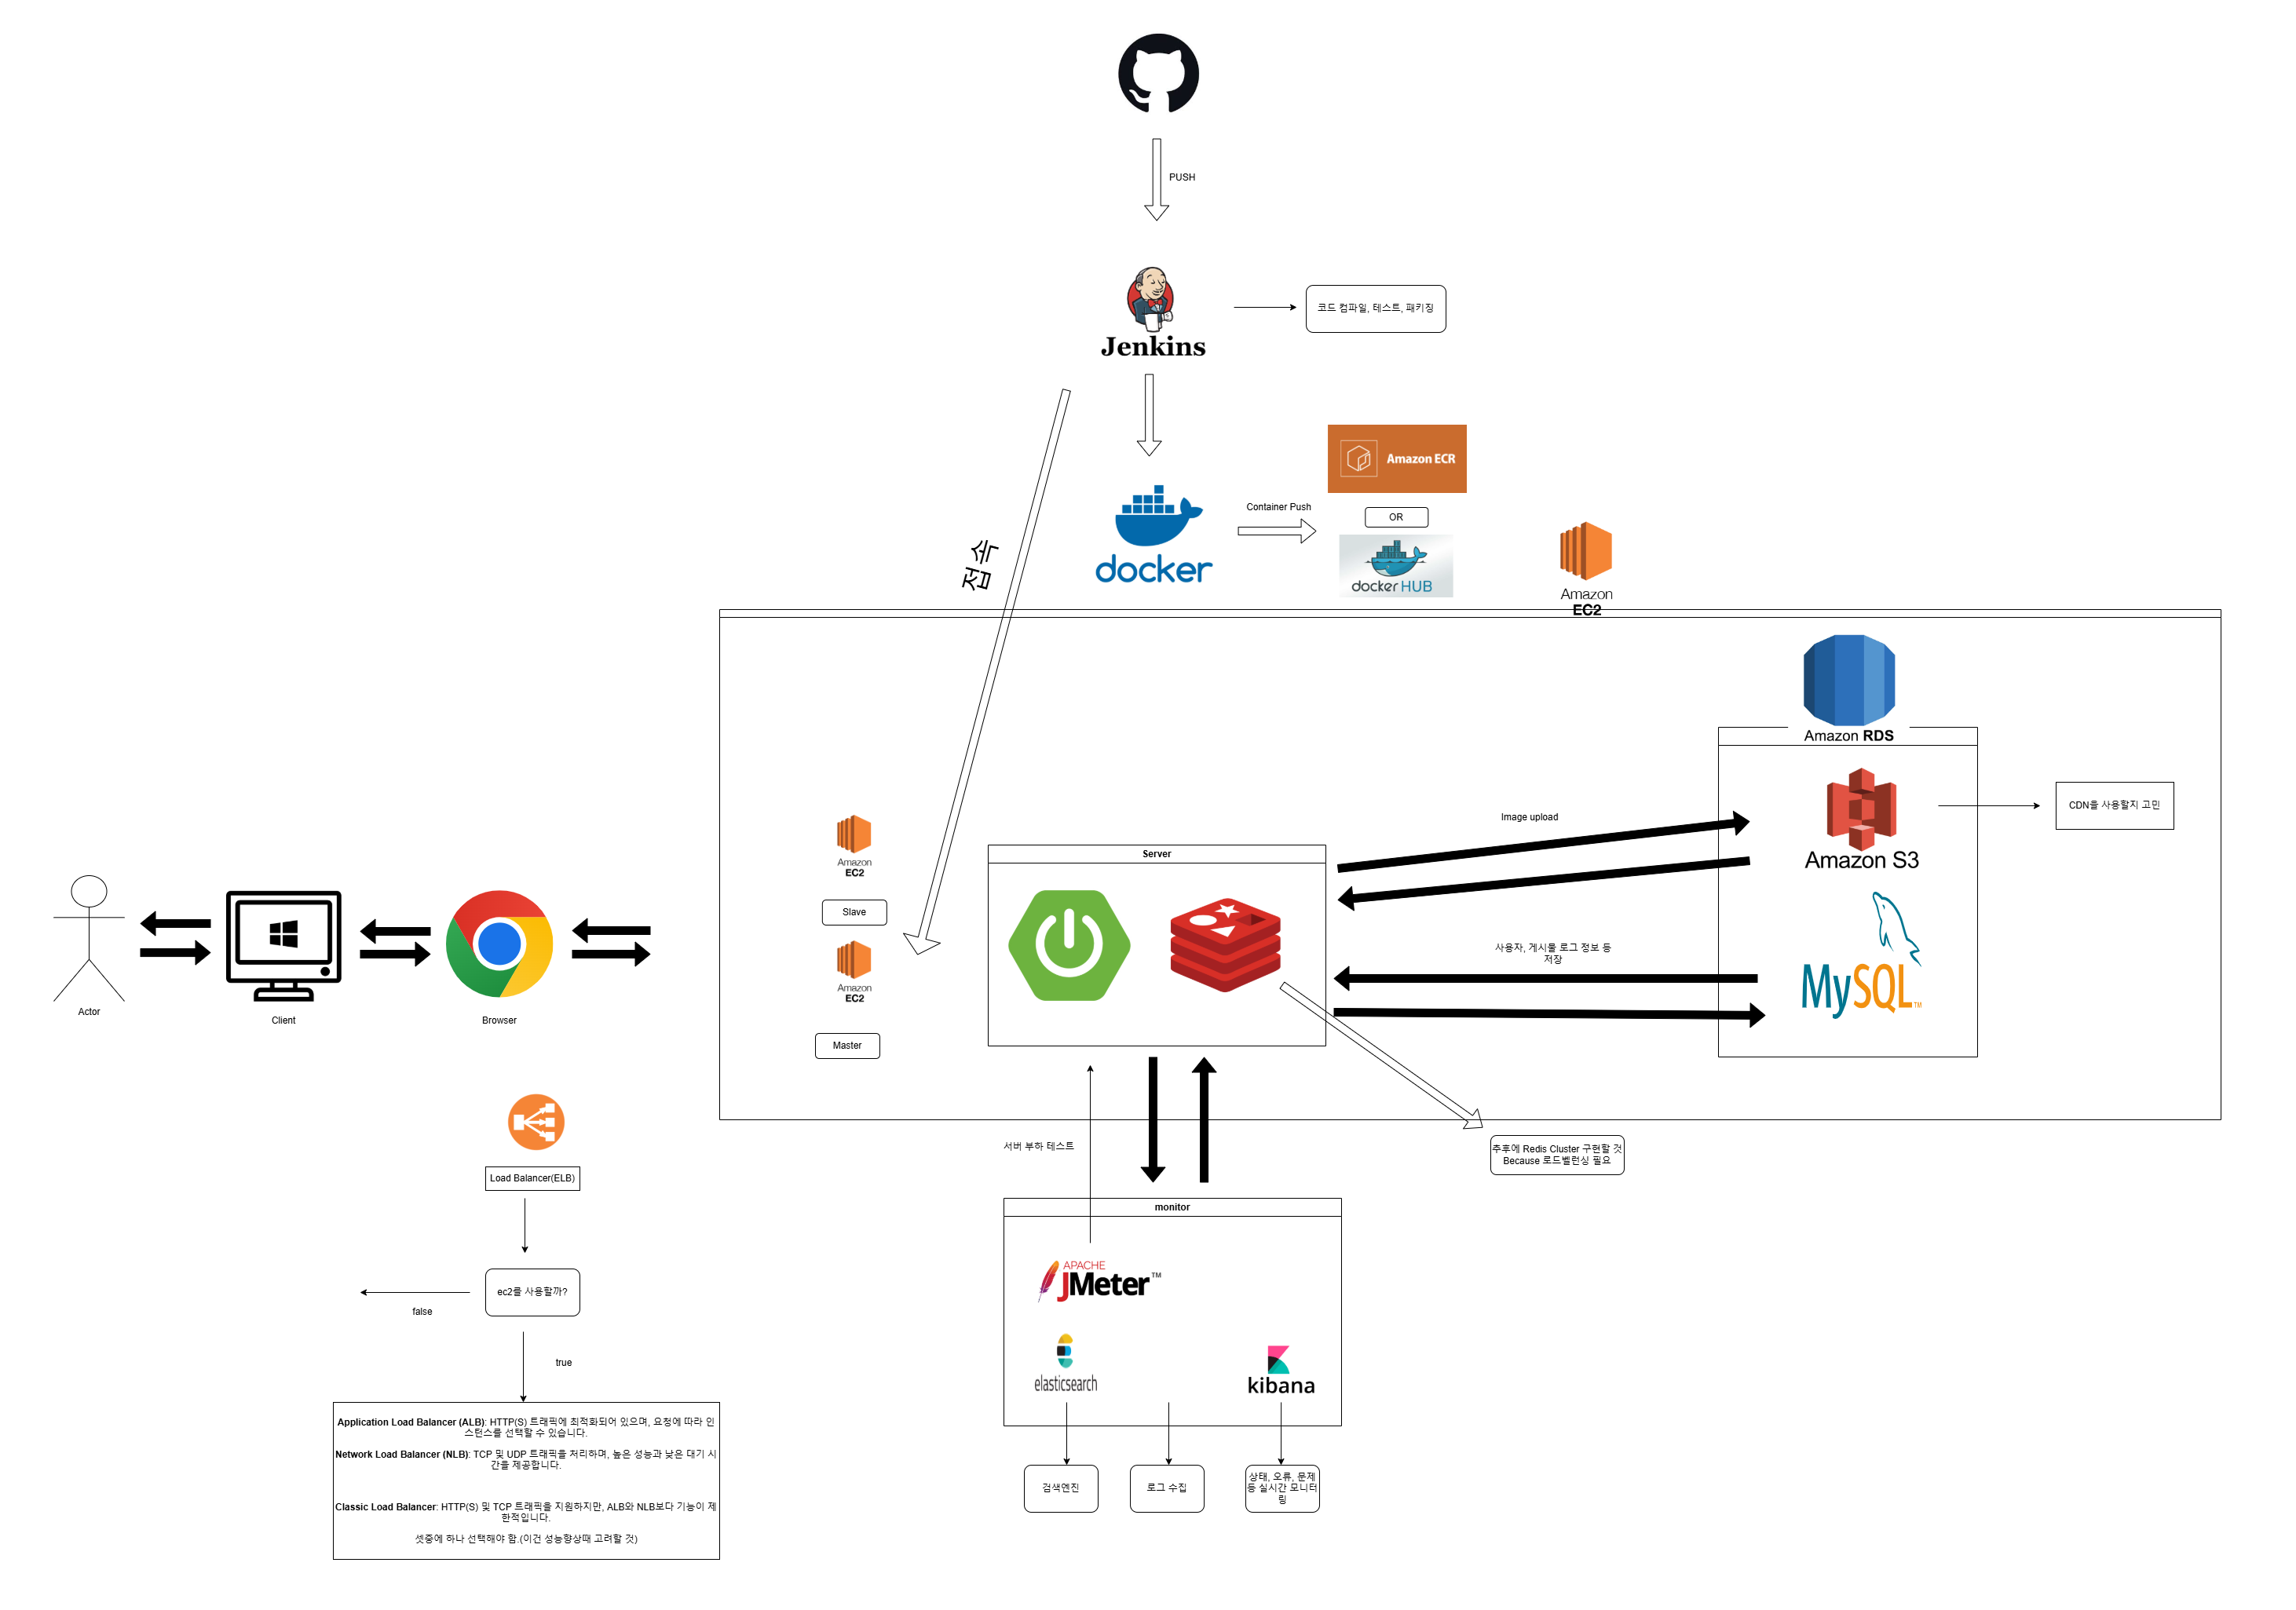 PUSH
Jenkins
코드 컴파일, 테스트, 패키징
접속
docker
Container Push
Amazon ECR
OR
docker HUB
Amazon
EC2
Amazon RDS
Amazon S3
CDN을 사용할지 고민
MySQL™
Image upload
사용자, 게시물 로그 정보 등
저장
Server
Amazon
EC2
Slave
Amazon
EC2
Master
Actor
Client
Browser
Load Balancer(ELB)
ec2를 사용할까?
false
true
Application Load Balancer (ALB): HTTP(S) 트래픽에 최적화되어 있으며, 요청에 따라 인
스턴스를 선택할 수 있습니다.
Network Load Balancer (NLB): TCP 및 UDP 트래픽을 처리하며, 높은 성능과 낮은 대기 시
간을 제공합니다.
Classic Load Balancer: HTTP(S) 및 TCP 트래픽을 지원하지만, ALB와 NLB보다 기능이 제
한적입니다.
셋중에 하나 선택해야 함.(이건 성능향상때 고려할 것)
서버 부하 테스트
추후에 Redis Cluster 구현할 것
Because 로드벨런싱 필요
monitor
APACHE
JMeter™
elasticsearch
kibana
검색엔진
로그 수집
상태, 오류, 문제
등 실시간 모니터
링